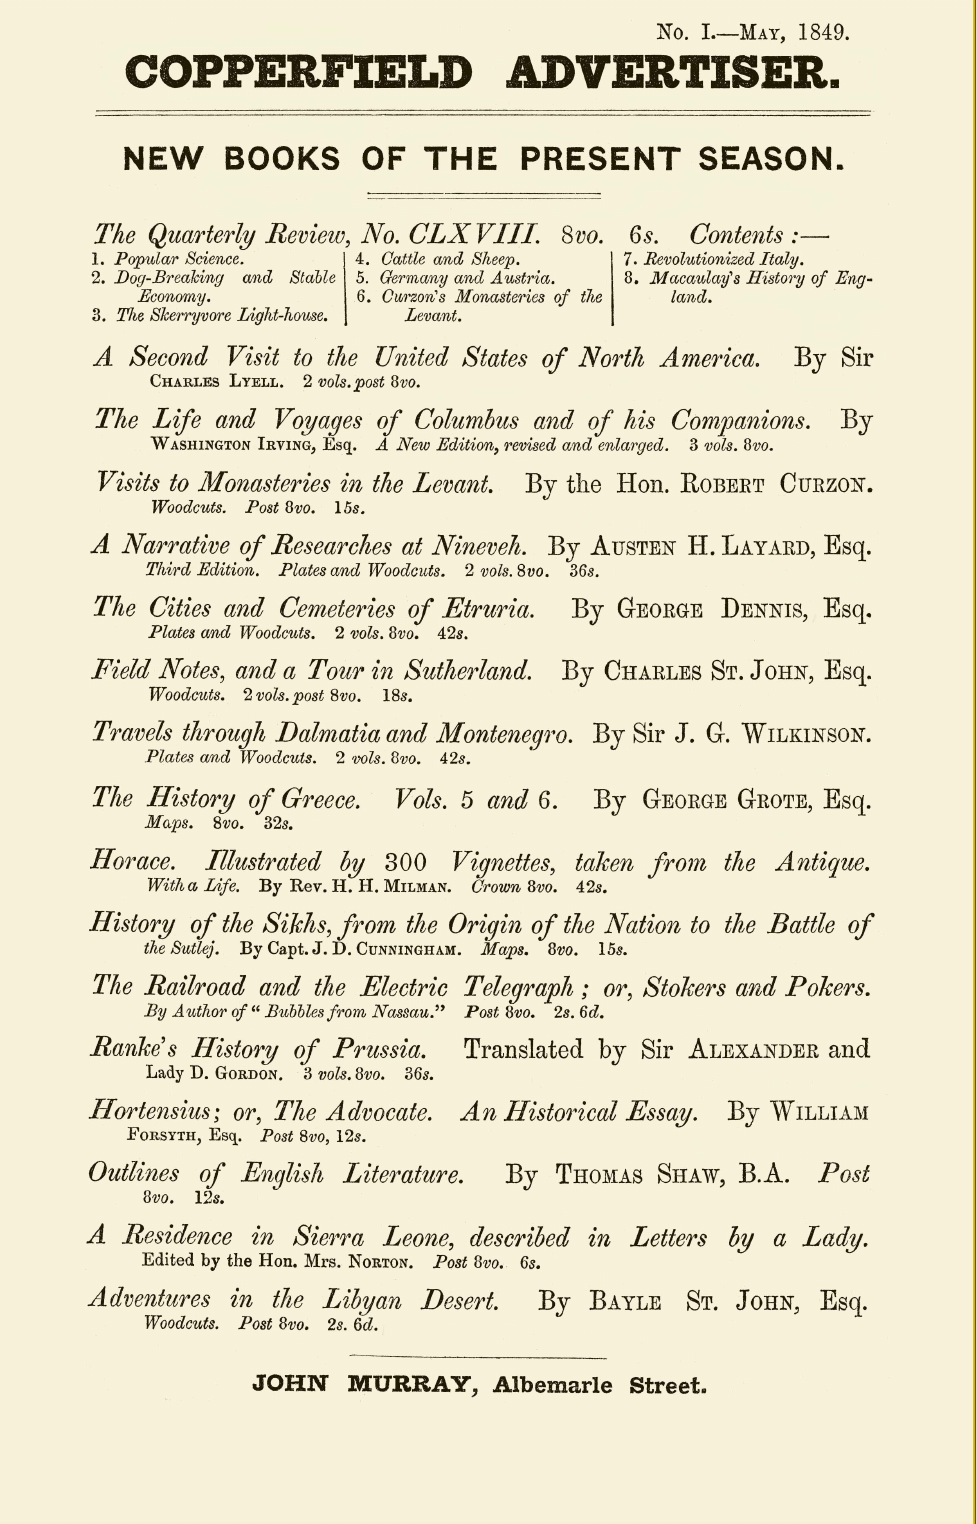 No. I.—May, 1849.
COPPERFIELD ADVERTISER.
NEW BOOKS OF THE PRESENT SEASON.
The Quarterly Review, No. CLXVIII. 8vo. 6s. Contents :—
1. Popular Science.
2. Dog-Breaking and Stable
Economy.
3. The Skerryvore Light-house.
4. Cattle and Sheep.
5. Germany and Austria.
6. Curzon's Monasteries of the
Levant.
7. Revolutionized Italy.
8. Macaulay's History of Eng-
land.
A Second Visit to the United States of North America. By Sir
Charles Lyell. 2 vols. post 8vo.
The Life and Voyages of Columbus and of his Companions. By
Washington Irving, Esq. A New Edition, revised and enlarged. 3 vols. 8vo.
Visits to Monasteries in the Levant. By the Hon. Robert Curzon.
Woodcuts. Post 8vo. 15s.
A Narrative of Researches at Nineveh. By Austen H. Layard, Esq.
Third Edition. Plates and Woodcuts. 2 vols. 8vo. 36s.
The Cities and Cemeteries of Etruria. By George Dennis, Esq.
Plates and Woodcuts. 2 vols. 8vo. 42s.
Field Notes, and a Tour in Sutherland. By Charles St. John, Esq.
Woodcuts. 2 vols. post 8vo. 18s.
Travels through Dalmatia and Montenegro. By Sir J. G. Wilkinson.
Plates and Woodcuts. 2 vols. 8vo. 42s.
The History of Greece. Vols. 5 and 6. By George Grote, Esq.
Maps. 8vo. 32s.
Horace. Illustrated by 300 Vignettes, taken from the Antique.
With a Life. By Rev. H. H. Milman. Crown 8vo. 42s.
History of the Sikhs, from the Origin of the Nation to the Battle of
the Sutlej. By Capt. J. D. Cunningham. Maps. 8vo. 15s.
The Railroad and the Electric Telegraph ; or, Stokers and Pokers.
By Author of “ Bubbles from Nassau.” Post 8vo. 2s. 6d.
Ranke's History of Prussia. Translated by Sir Alexander and
Lady D. Gordon. 3 vols. 8vo. 36s.
Hortensius; or, The Advocate. An Historical Essay. By William
Forsyth, Esq. Post 8vo, 12s.
Outlines of English Literature. By Thomas Shaw, B.A. Post
8vo. 12s.
A Residence in Sierra Leone, described in Letters by a Lady.
Edited by the Hon. Mrs. Norton. Post 8vo. 6s.
Adventures in the Libyan Desert. By Bayle St. John, Esq.
Woodcuts. Post 8vo. 2s. 6d.
JOHN MURRAY, Albemarle Street.